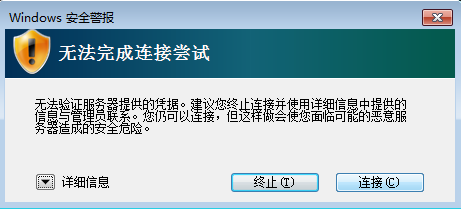 Windows 安全警报
无法完成连接尝试
无法验证服务器提供的凭据。建议您终止连接并使用详细信息中提供的
信息与管理员联系。您仍可以连接，但这样做会使您面临可能的恶意服
务器造成的安全危险。
详细信息
终止(T)
连接(C)